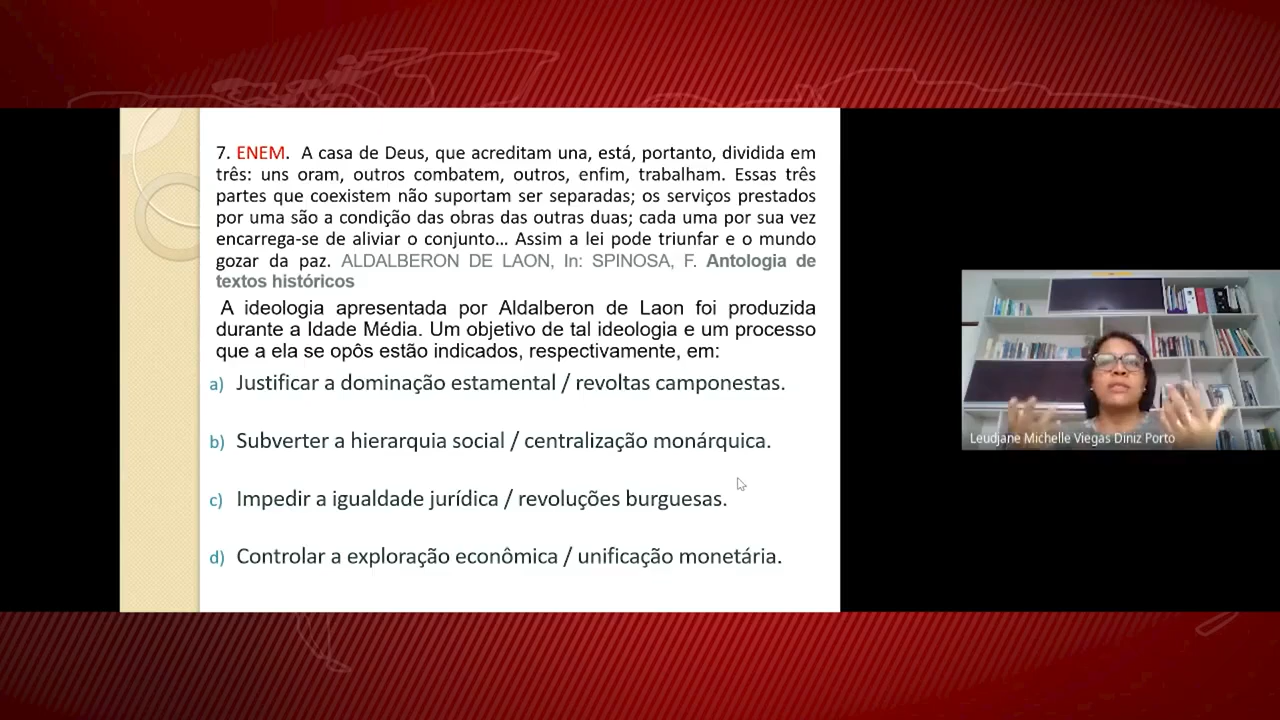 7. ENEM. A casa de Deus, que acreditam una, está, portanto, dividida em
três: uns oram, outros combatem, outros, enfim, trabalham. Essas três
partes que coexistem não suportam ser separadas; os serviços prestados
por uma são a condição das obras das outras duas; cada uma por sua vez
encarrega-se de aliviar o conjunto... Assim a lei pode triunfar e o mundo
gozar da paz. ALDALBERON DE LAON, In: SPINOSA, F. Antologia de
textos históricos
A ideologia apresentada por Aldalberon de Laon foi produzida
durante a Idade Média. Um objetivo de tal ideologia e um processo
que a ela se opôs estão indicados, respectivamente, em:
a) Justificar a dominação estamental / revoltas camponestas.
b) Subverter a hierarquia social / centralização monárquica.
c) Impedir a igualdade jurídica / revoluções burguesas.
d) Controlar a exploração econômica / unificação monetária.
Leudjane Michelle Viegas Diniz Porto